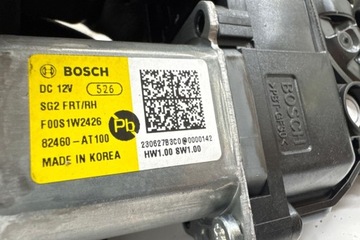 BOSCH
DC 12V 526
SG2 FRT/RH
F00S1W2426
82460-AT100
MADE IN KOREA
Pb
230627B3C0@0000142
HW1.00 SW1.00
BOSCH